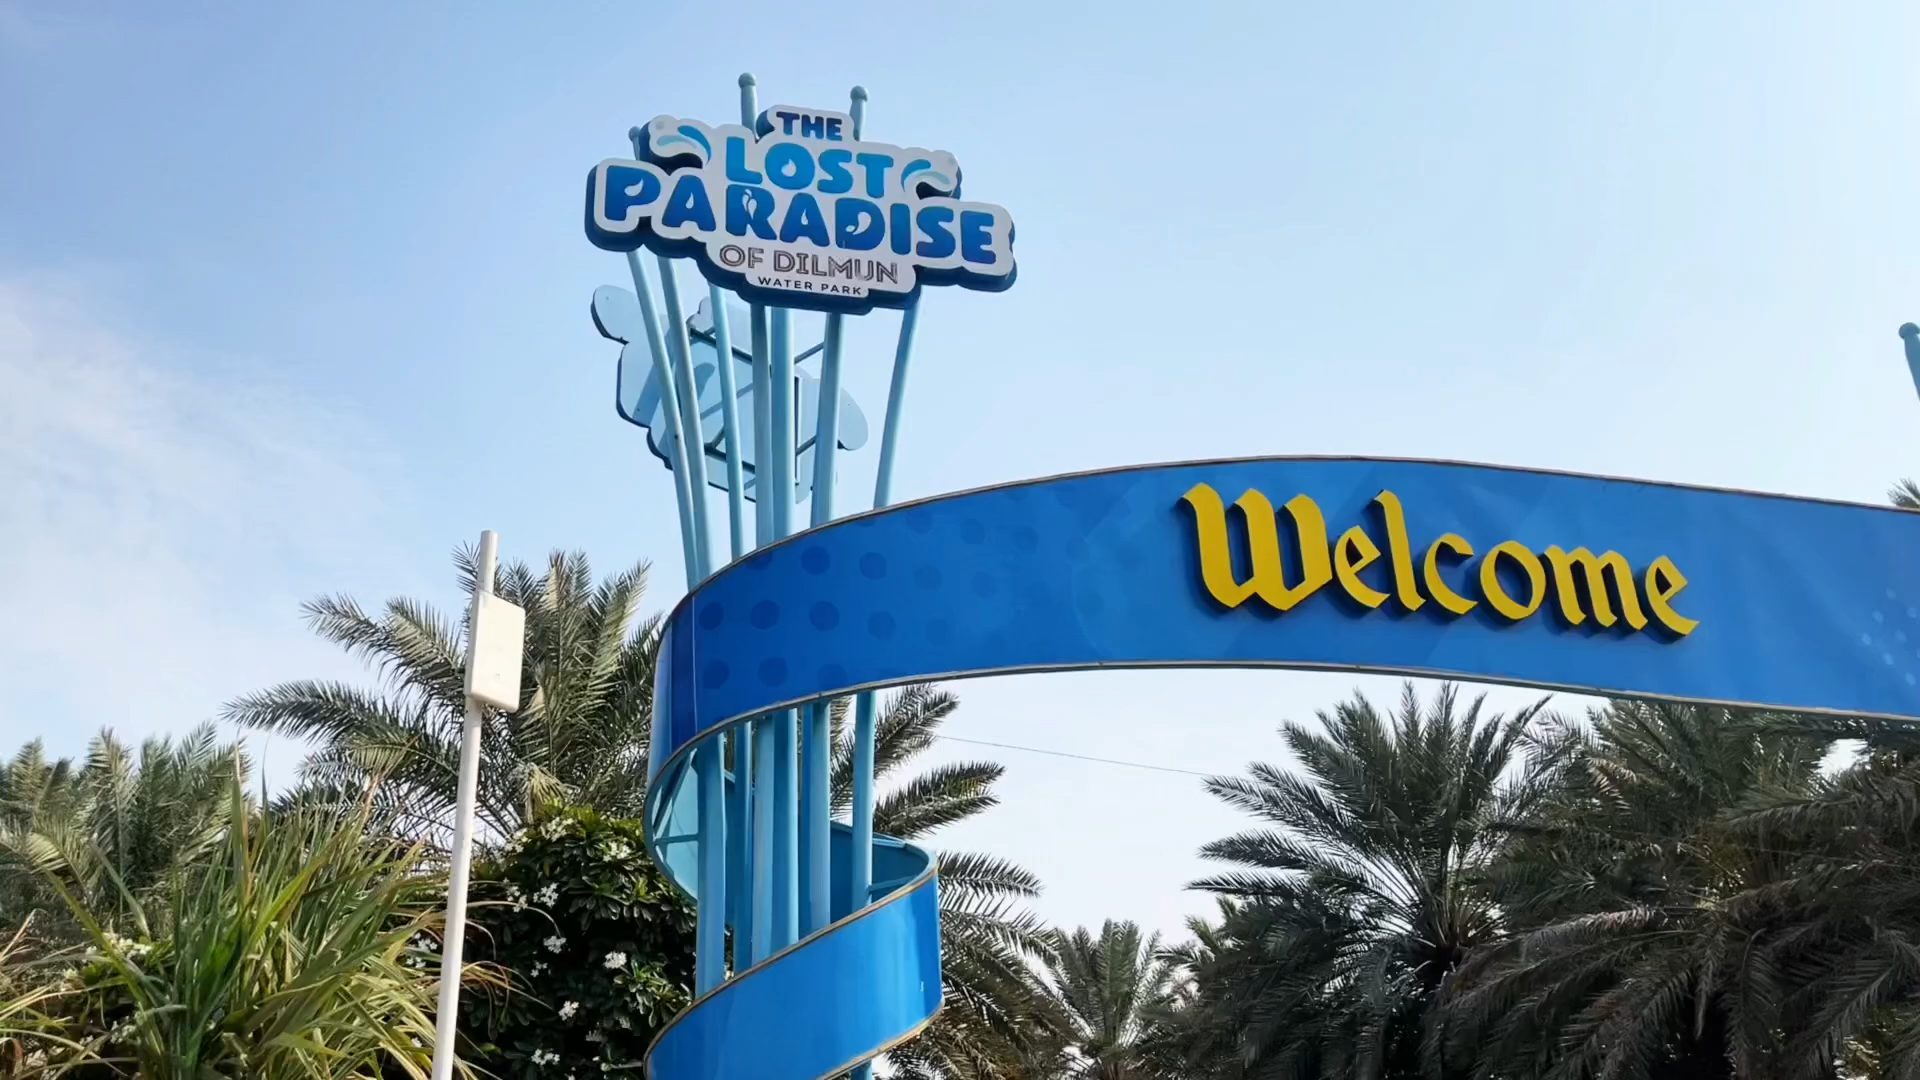 THE
LOST
PARADISE
OF DILMUN
WATER PARK
Welcome